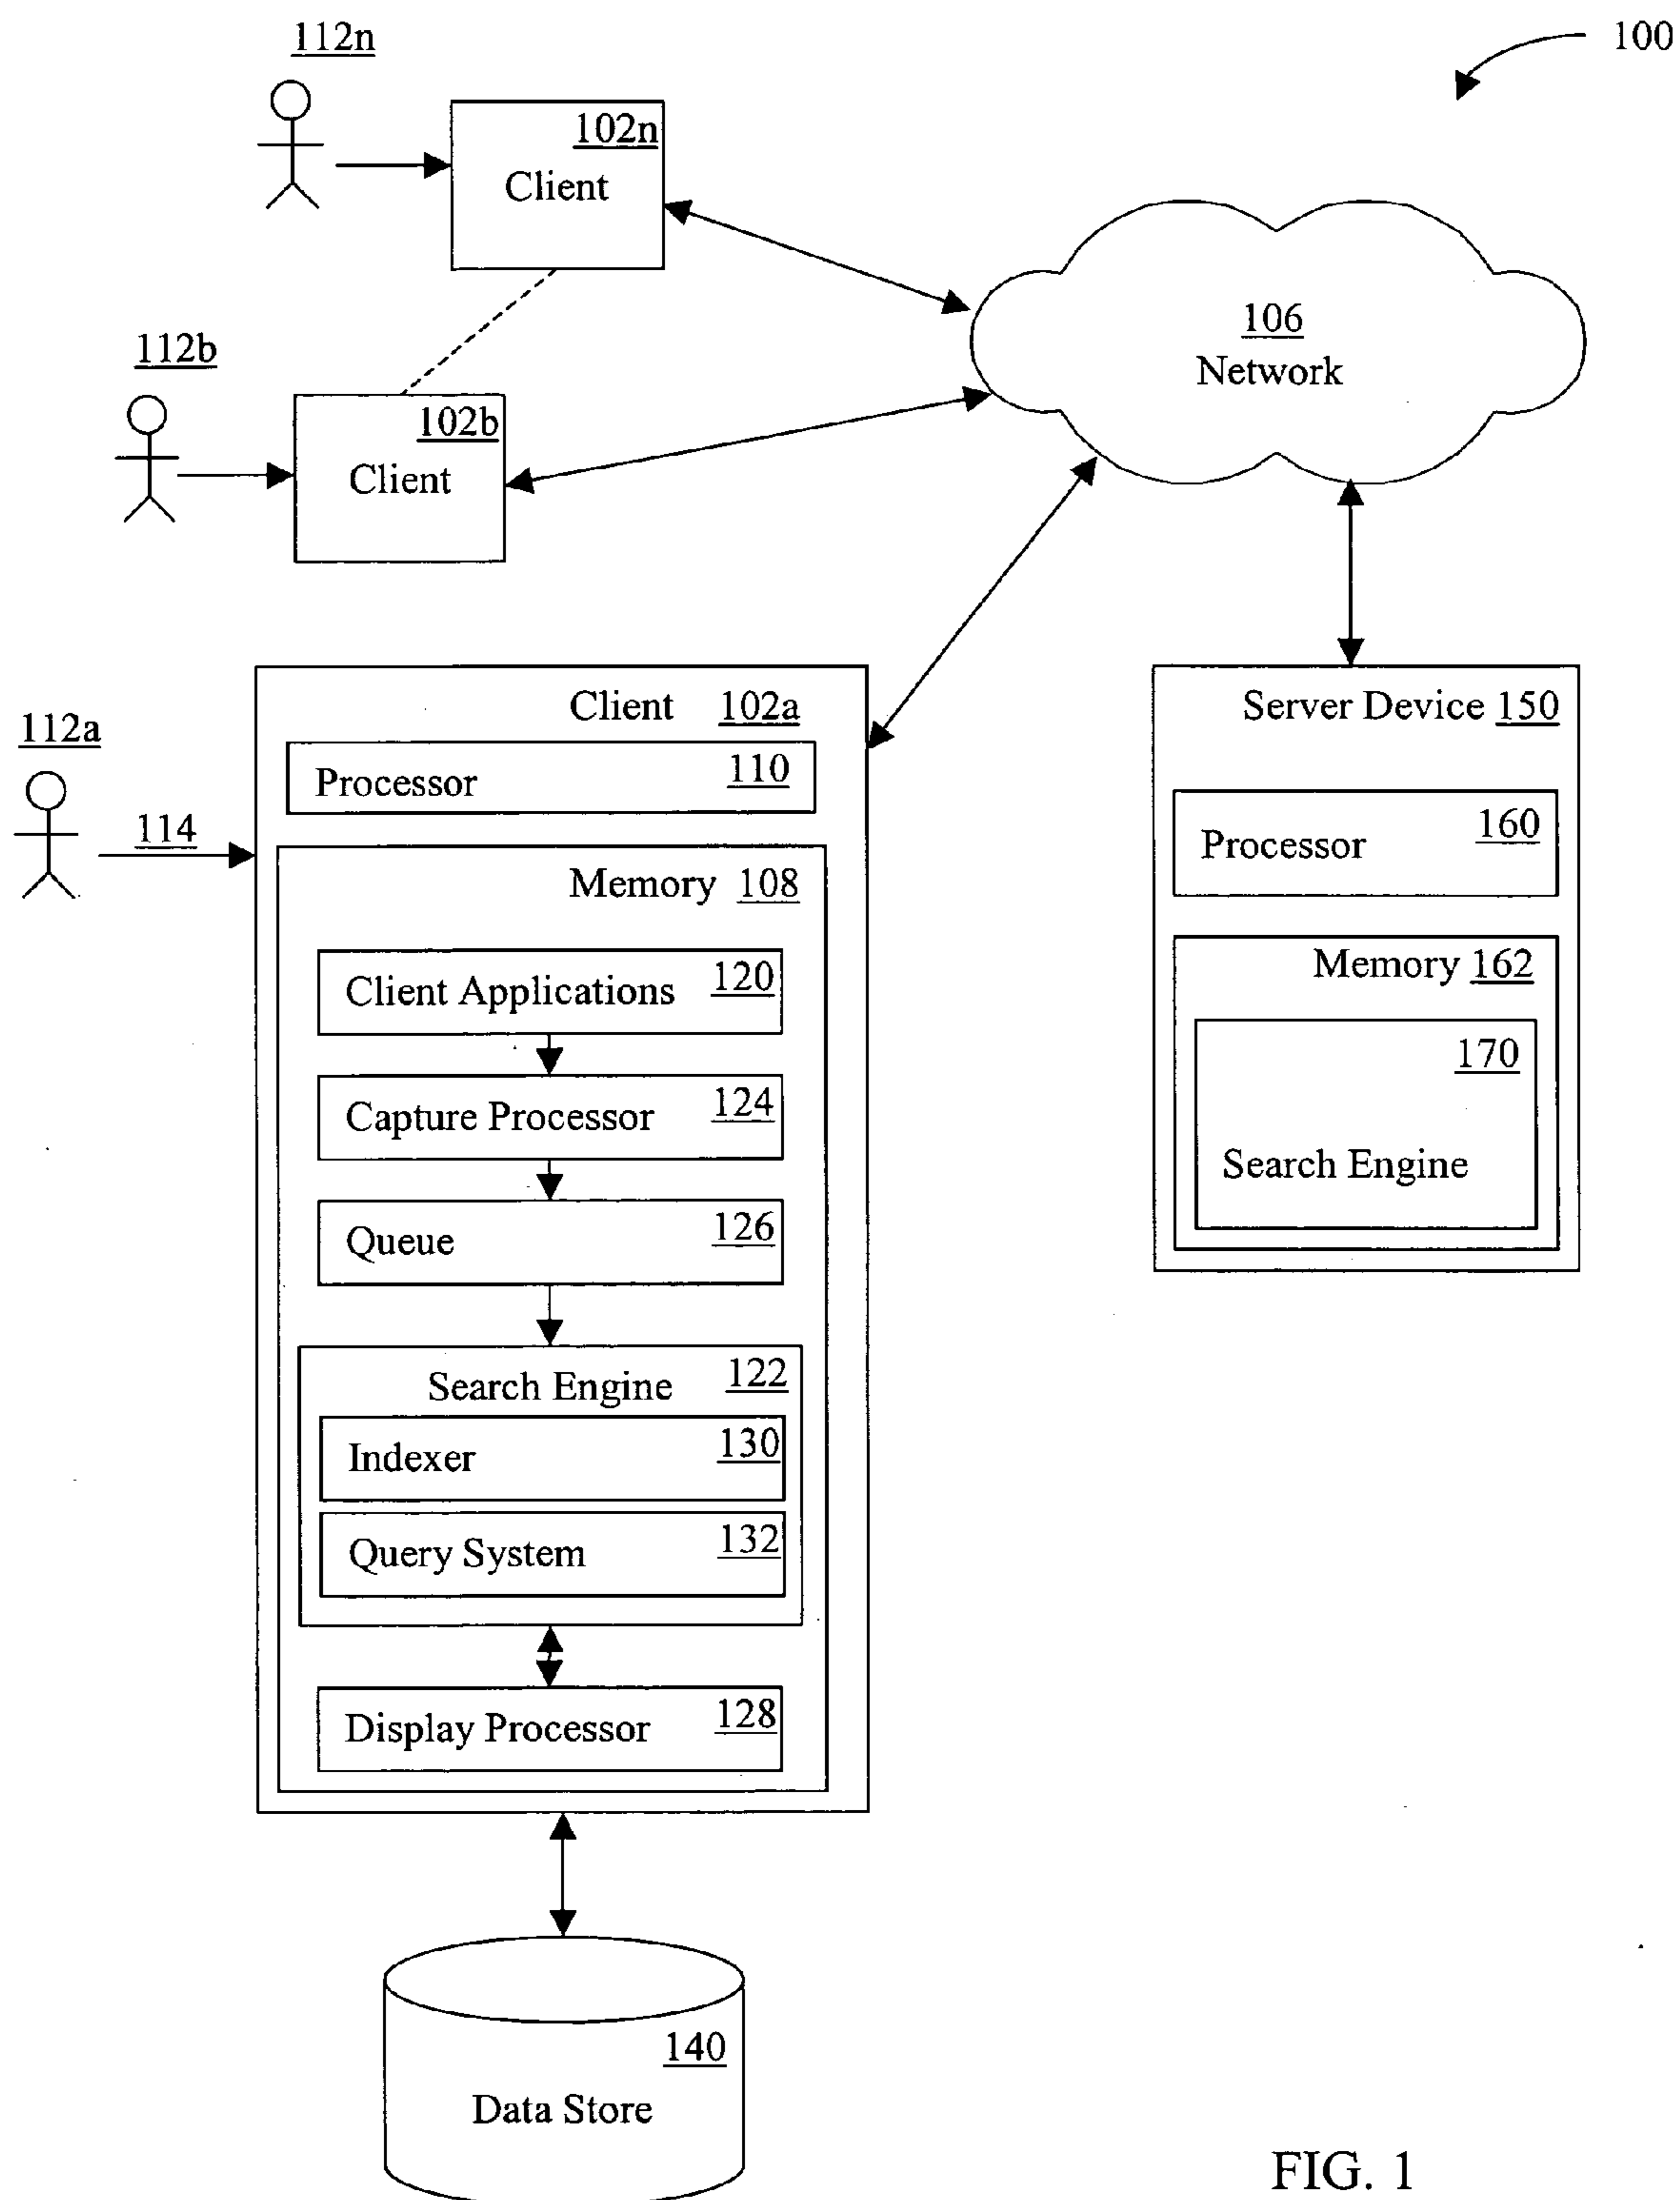 100
112n
102n
Client
106
Network
112b
102b
Client
Client 102a
112a
114
Processor 110
Memory 108
Client Applications 120
Capture Processor 124
Queue 126
Search Engine 122
Indexer 130
Query System 132
Display Processor 128
Server Device 150
Processor 160
Memory 162
170
Search Engine
140
Data Store
FIG. 1